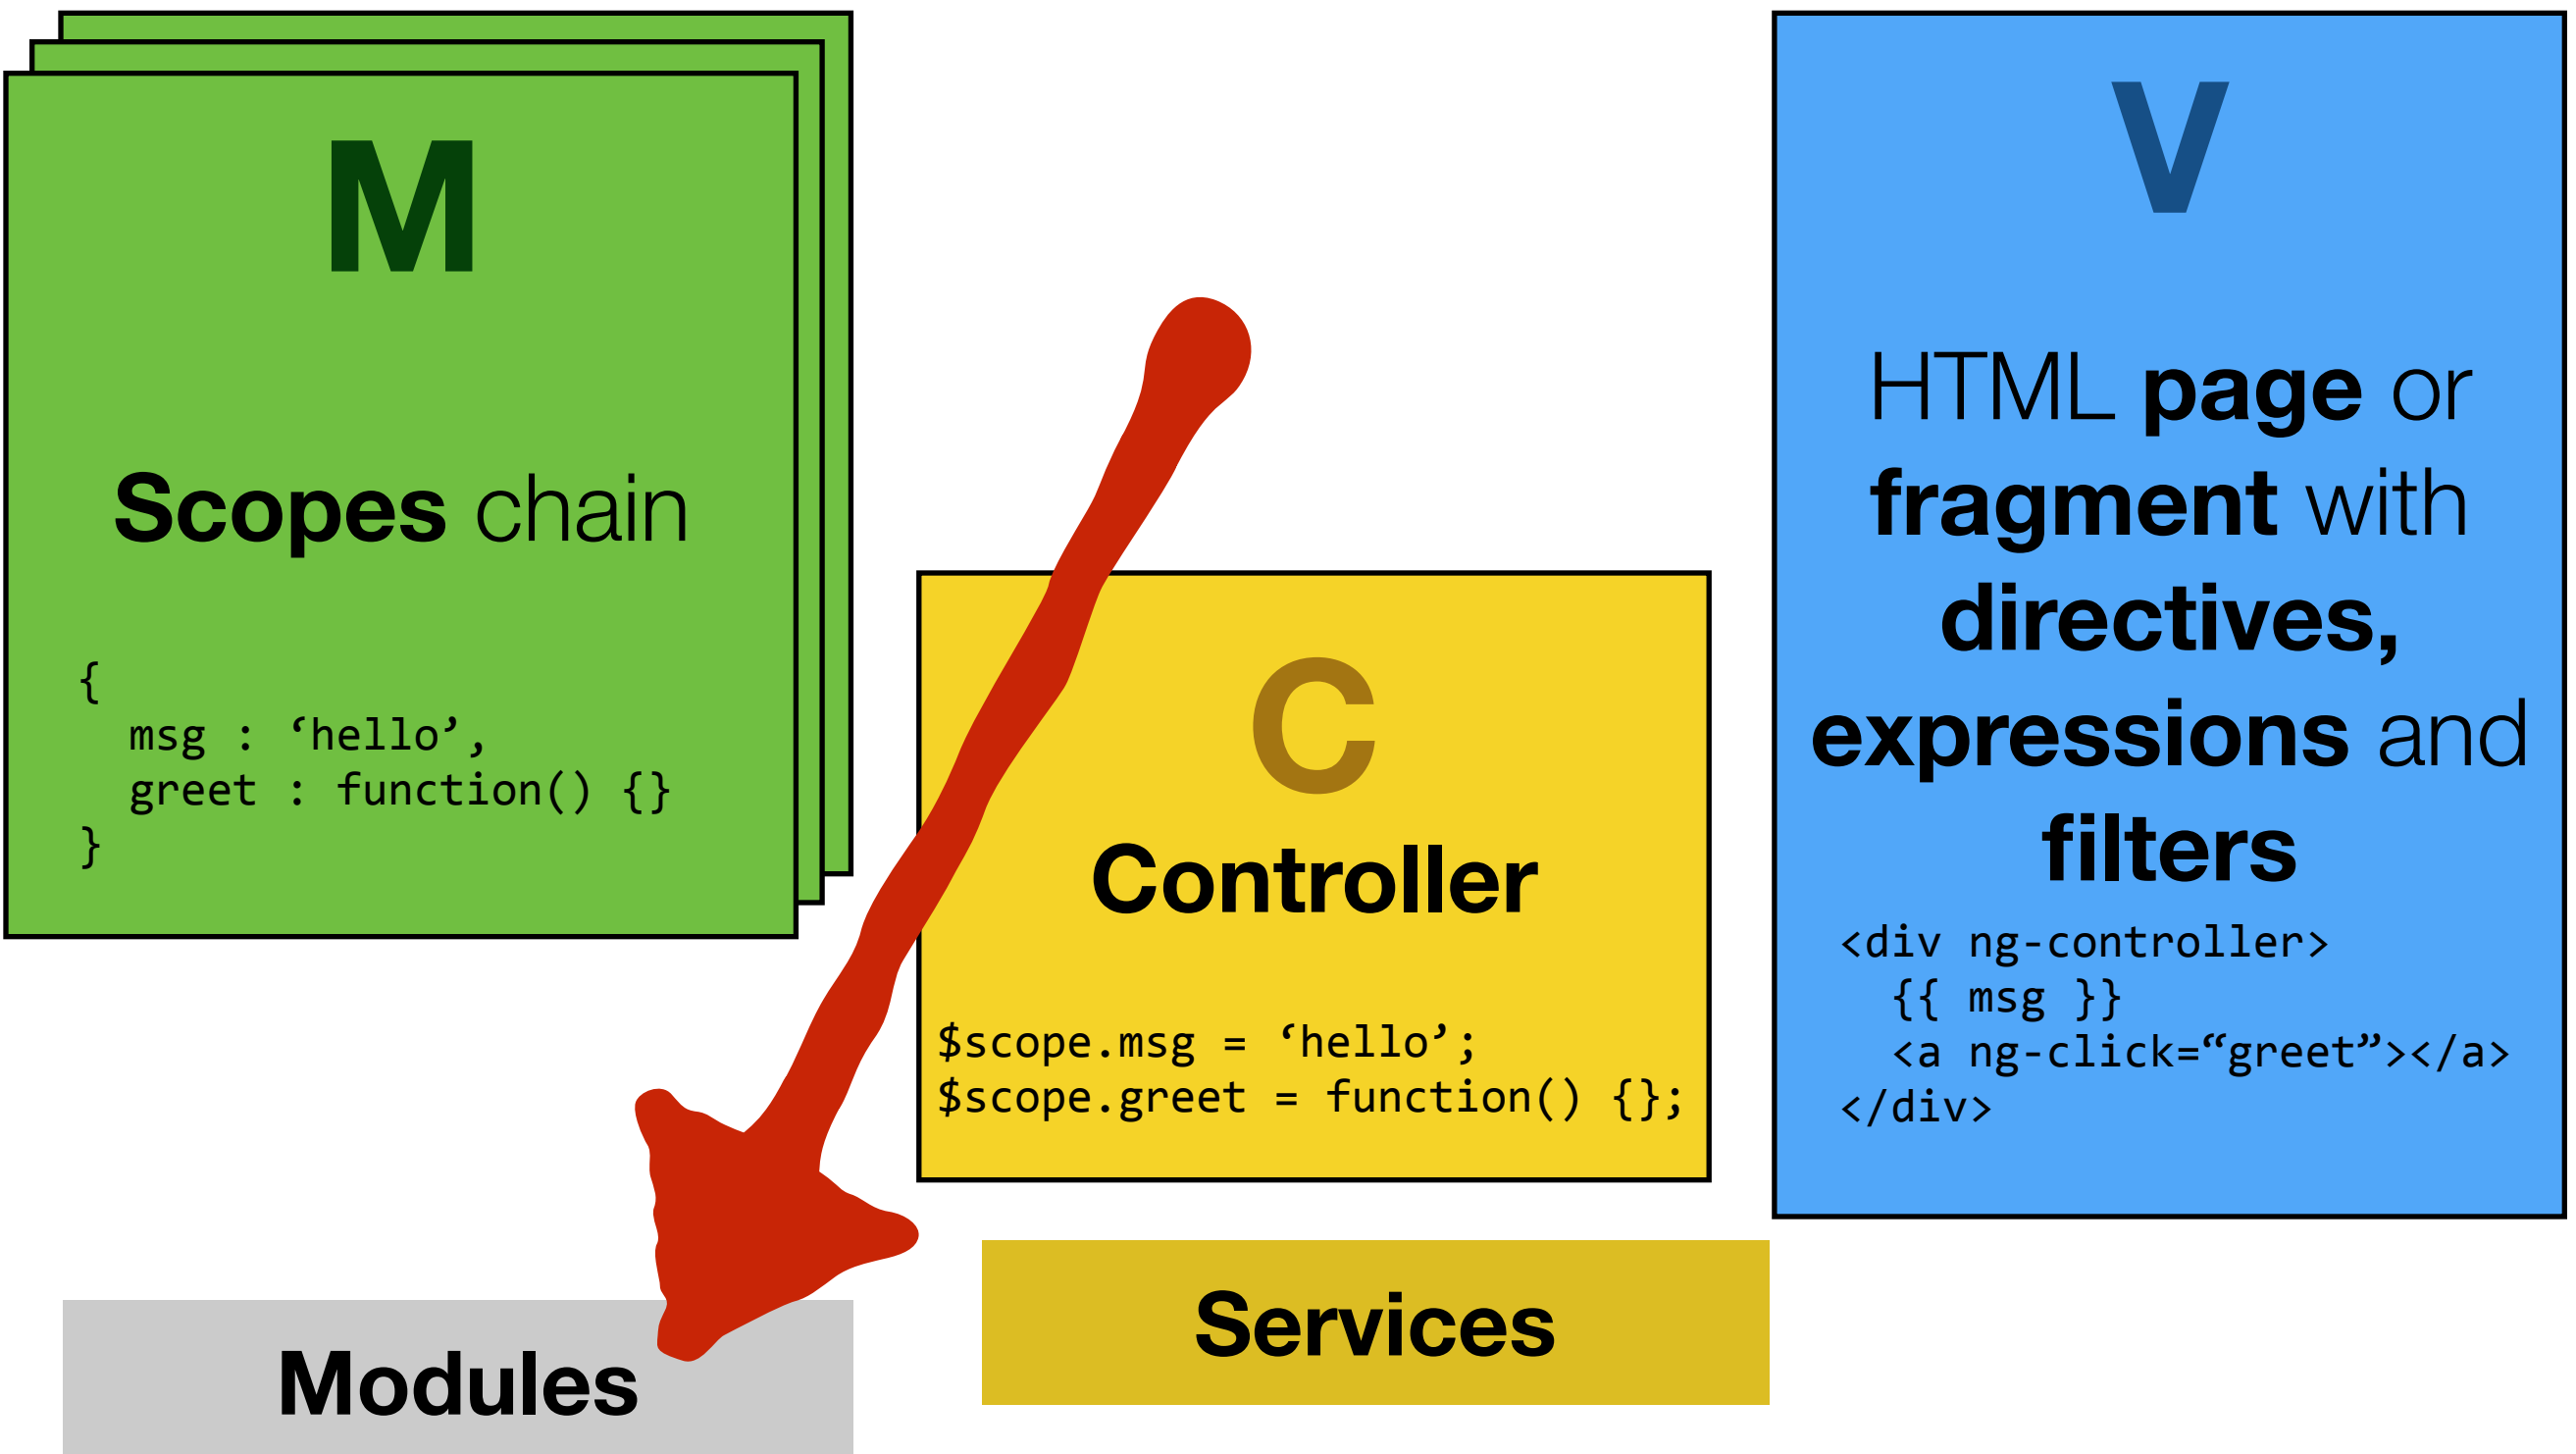 M
Scopes chain
{
  msg : ‘hello’,
  greet : function() {}
}
C
Controller
$scope.msg = ‘hello’;
$scope.greet = function() {};
V
HTML page or
fragment with
directives,
expressions and
filters
<div ng-controller>
  {{ msg }}
  <a ng-click=“greet”></a>
</div>
Services
Modules